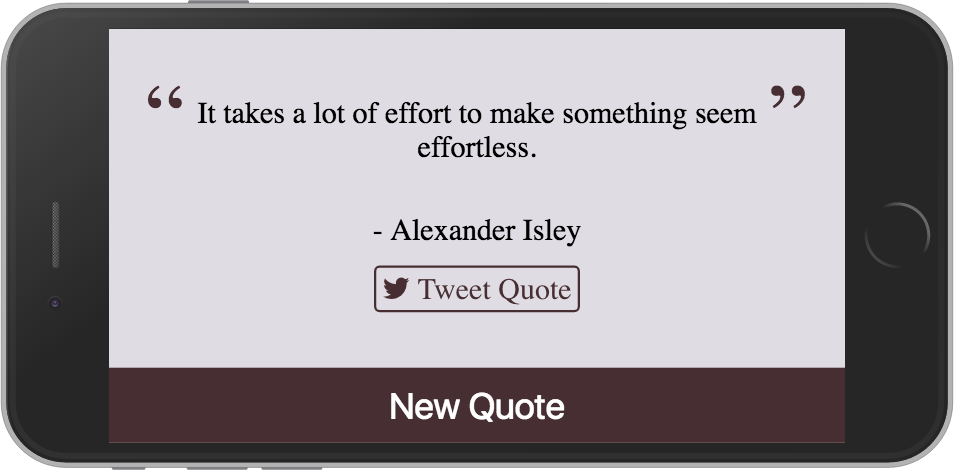 “ It takes a lot of effort to make something seem ”
effortless.
- Alexander Isley
Tweet Quote
New Quote